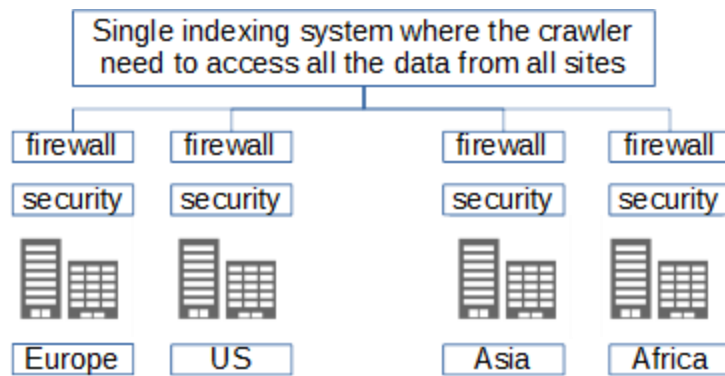 Single indexing system where the crawler
need to access all the data from all sites
firewall firewall firewall firewall
security security security security
Europe US Asia Africa